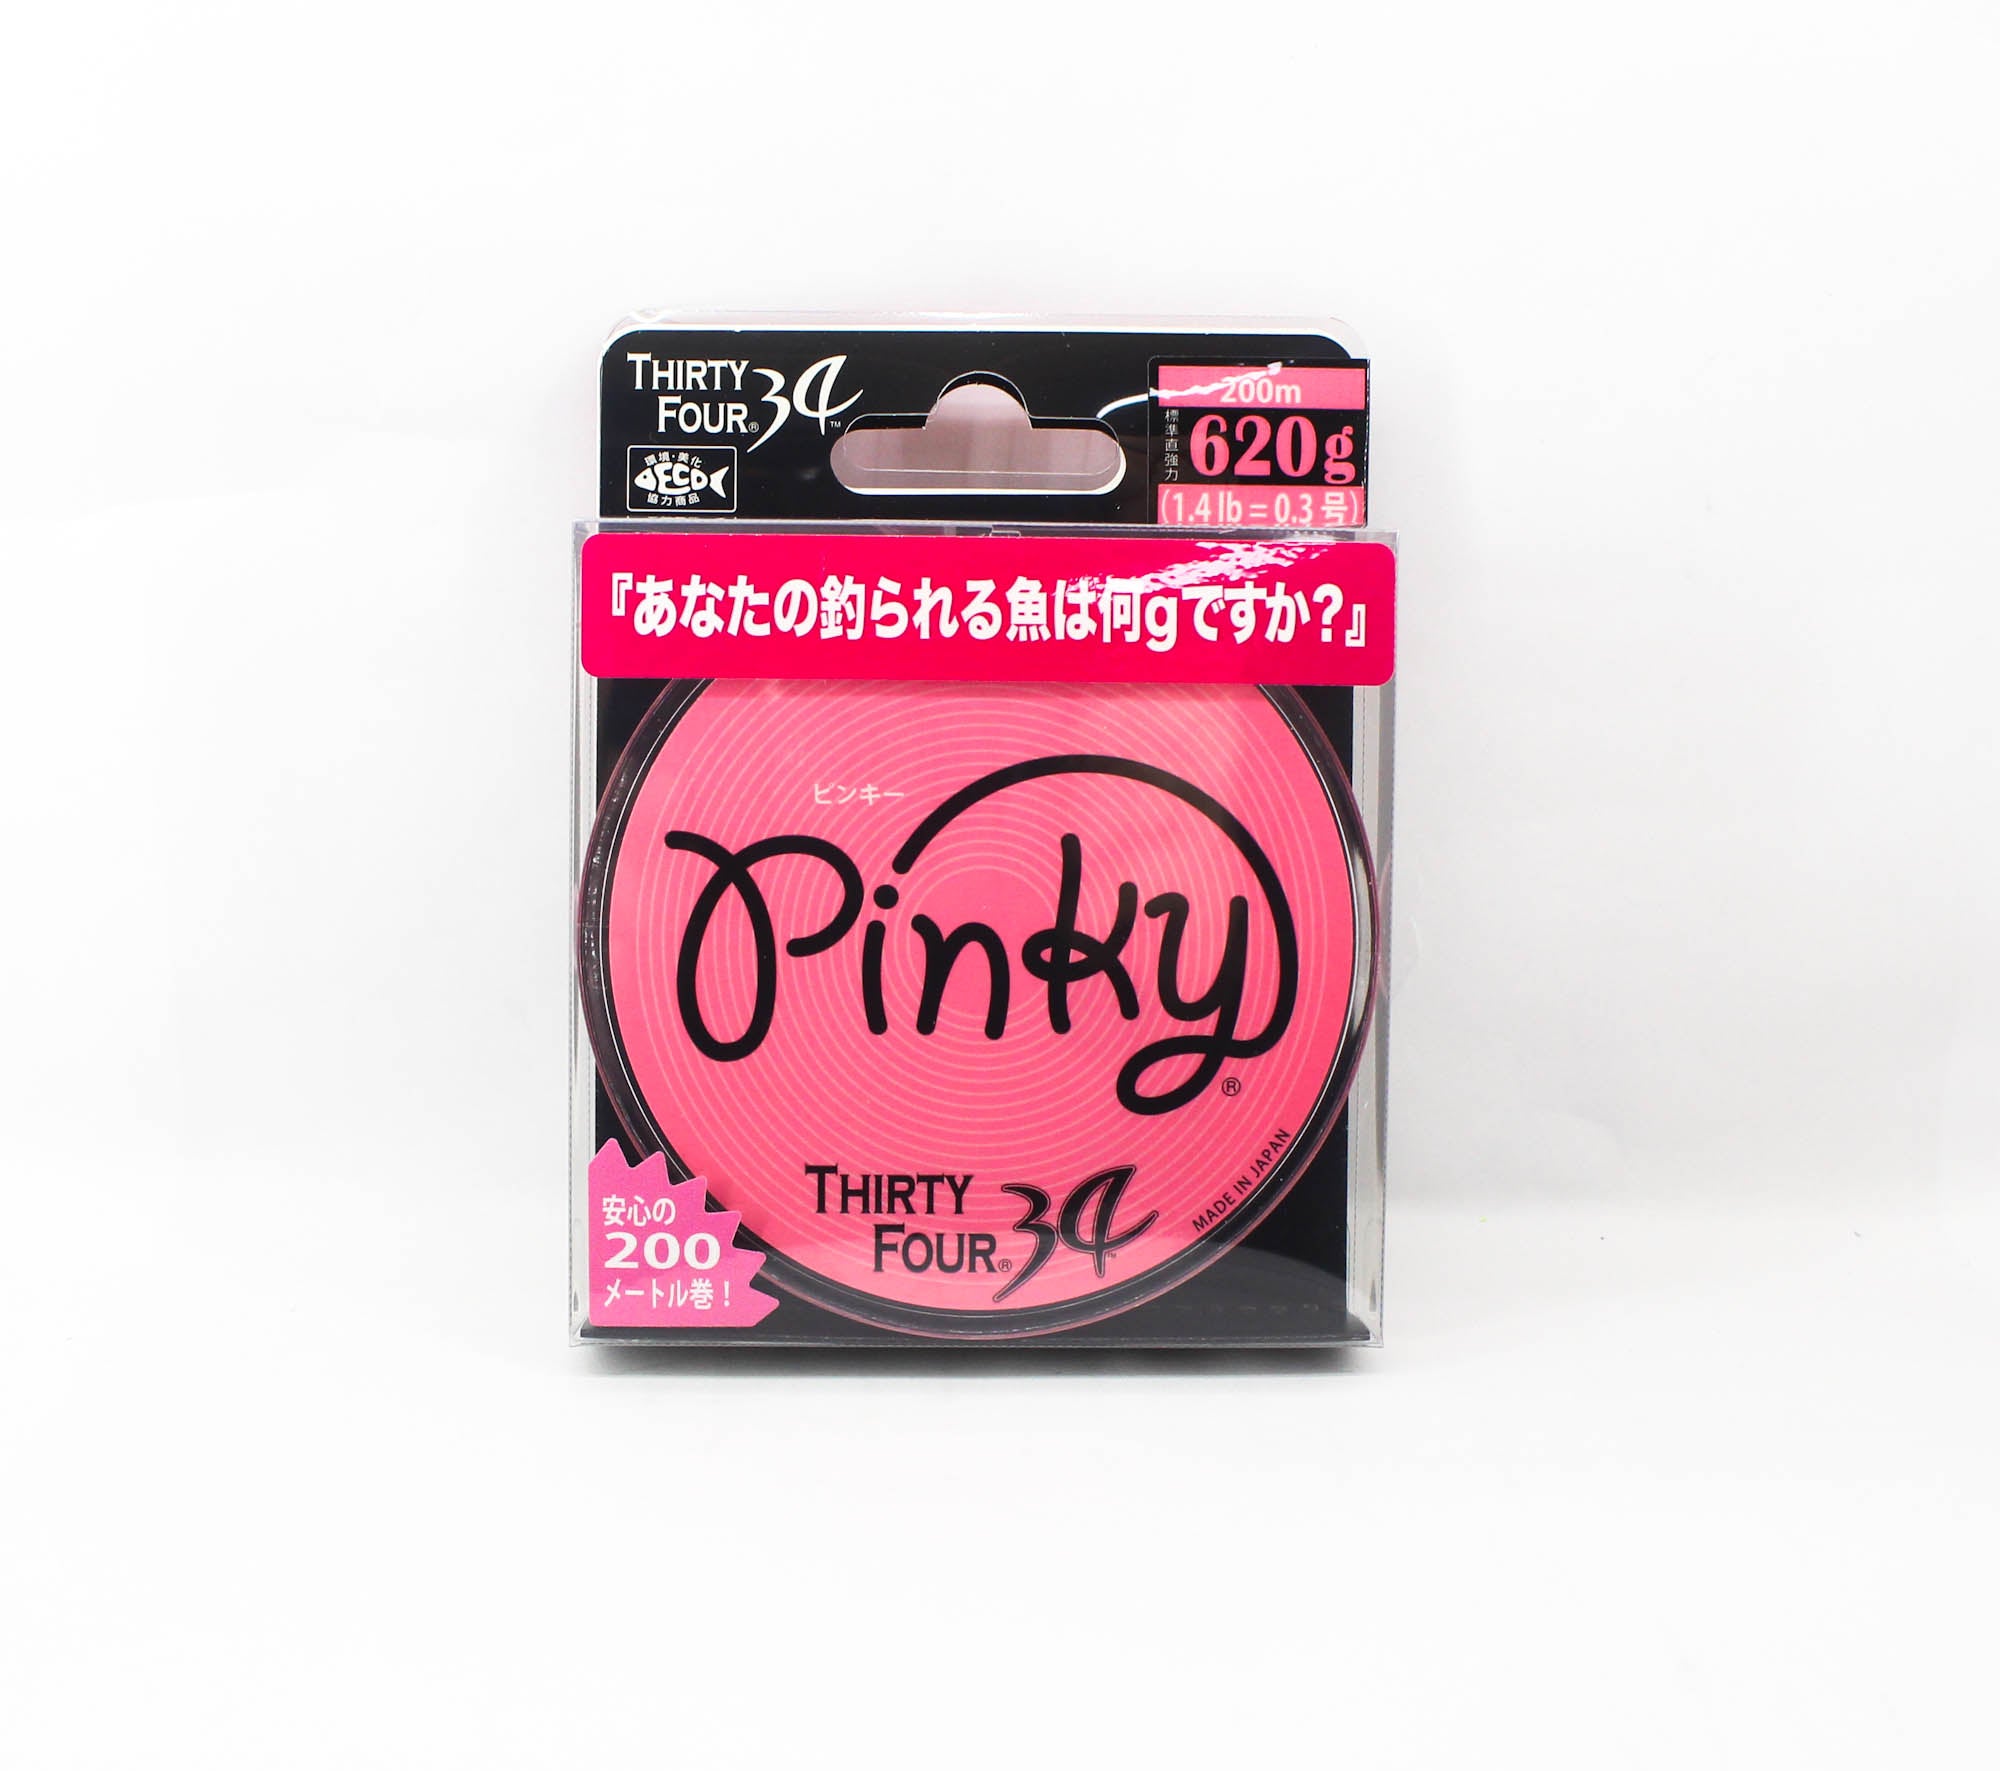 THIRTY
FOUR® 34™
環境・美化
ECO
協力商品
200m
標準直強力
620g
(1.4 lb = 0.3 号)
『あなたの釣られる魚は何gですか?』
ピンキー
Pinky®
MADE IN JAPAN
THIRTY
FOUR® 34™
安心の
200
メートル巻!